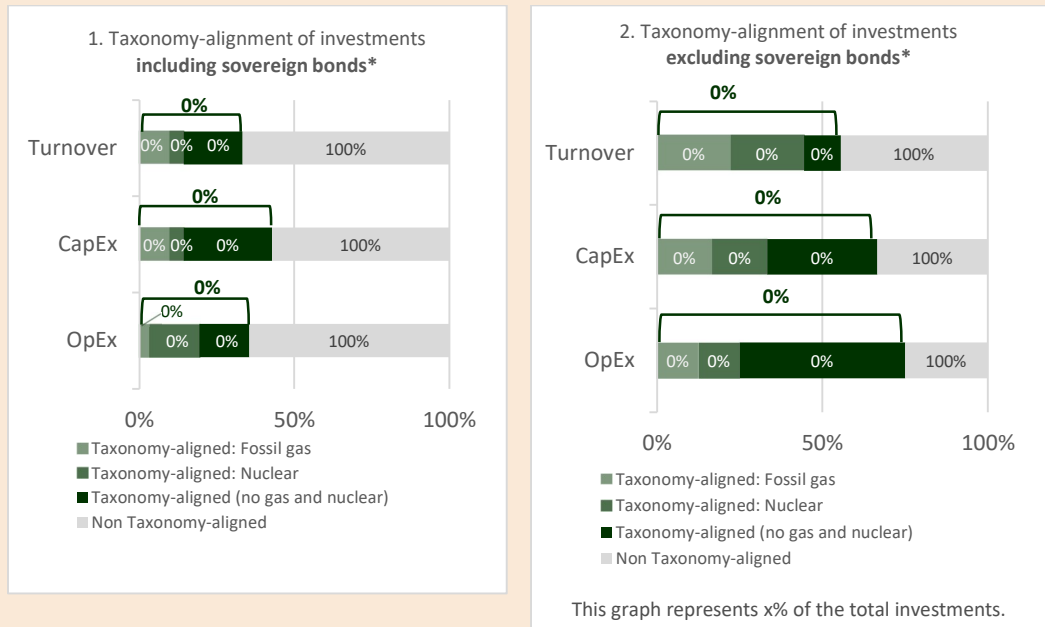 1. Taxonomy-alignment of investments
including sovereign bonds*
0%
Turnover
0% 0% 0% 100%
0%
CapEx
0% 0% 0% 100%
0%
0%
OpEx
0% 0% 100%
0% 50% 100%
Taxonomy-aligned: Fossil gas
Taxonomy-aligned: Nuclear
Taxonomy-aligned (no gas and nuclear)
Non Taxonomy-aligned
2. Taxonomy-alignment of investments
excluding sovereign bonds*
0%
Turnover
0% 0% 0% 100%
0%
CapEx
0% 0% 0% 100%
0%
OpEx
0% 0% 0% 100%
0% 50% 100%
Taxonomy-aligned: Fossil gas
Taxonomy-aligned: Nuclear
Taxonomy-aligned (no gas and nuclear)
Non Taxonomy-aligned
This graph represents x% of the total investments.